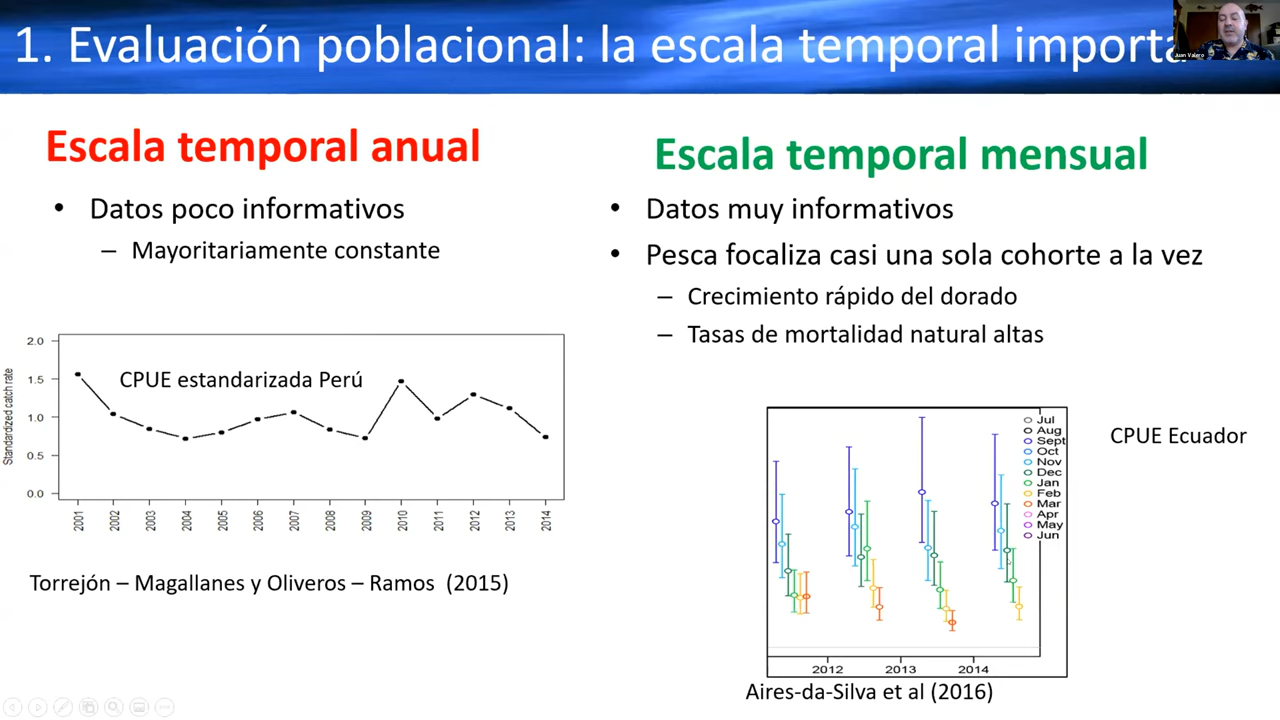 1. Evaluación poblacional: la escala temporal importa
Juan Valero
Escala temporal anual
• Datos poco informativos
– Mayoritariamente constante
Standardized catch rate
2.0
1.5
1.0
0.5
0.0
CPUE estandarizada Perú
2001 2002 2003 2004 2005 2006 2007 2008 2009 2010 2011 2012 2013 2014
Torrejón – Magallanes y Oliveros – Ramos (2015)
Escala temporal mensual
• Datos muy informativos
• Pesca focaliza casi una sola cohorte a la vez
– Crecimiento rápido del dorado
– Tasas de mortalidad natural altas
Jul
Aug
Sept
Oct
Nov
Dec
Jan
Feb
Mar
Apr
May
Jun
CPUE Ecuador
2012 2013 2014
Aires-da-Silva et al (2016)